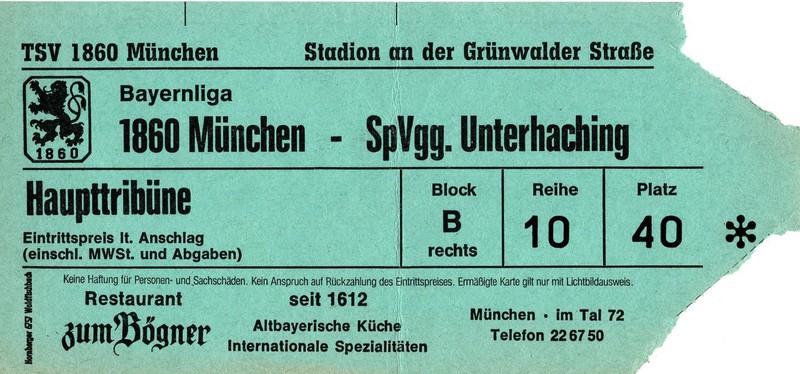 TSV 1860 München Stadion an der Grünwalder Straße
1860
Bayernliga
1860 München - SpVgg. Unterhaching
Haupttribüne
Eintrittspreis lt. Anschlag
(einschl. MWSt. und Abgaben)
Block
B
rechts
Reihe
10
Platz
40
*
Keine Haftung für Personen- und Sachschäden. Kein Anspruch auf Rückzahlung des Eintrittspreises. Ermäßigte Karte gilt nur mit Lichtbildausweis.
Restaurant
zum Bögner
seit 1612
Altbayerische Küche
Internationale Spezialitäten
München · im Tal 72
Telefon 22 67 50